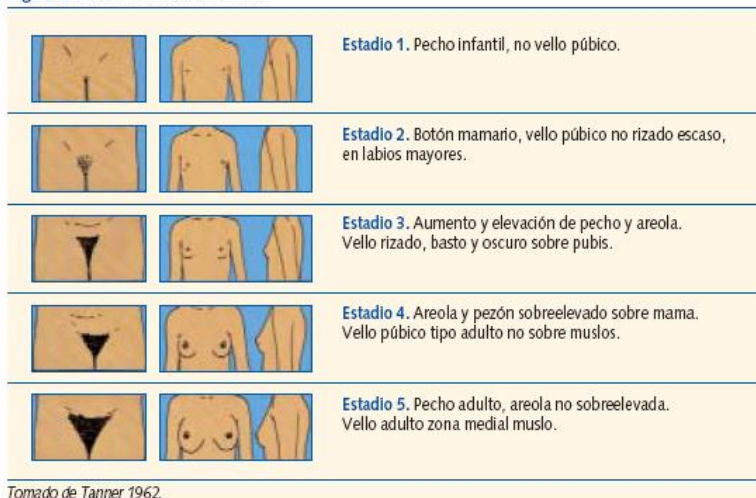 Estadio 1. Pecho infantil, no vello púbico.
Estadio 2. Botón mamario, vello púbico no rizado escaso,
en labios mayores.
Estadio 3. Aumento y elevación de pecho y areola.
Vello rizado, basto y oscuro sobre pubis.
Estadio 4. Areola y pezón sobreelevado sobre mama.
Vello púbico tipo adulto no sobre muslos.
Estadio 5. Pecho adulto, areola no sobreelevada.
Vello adulto zona medial muslo.
Tomado de Tanner 1962.